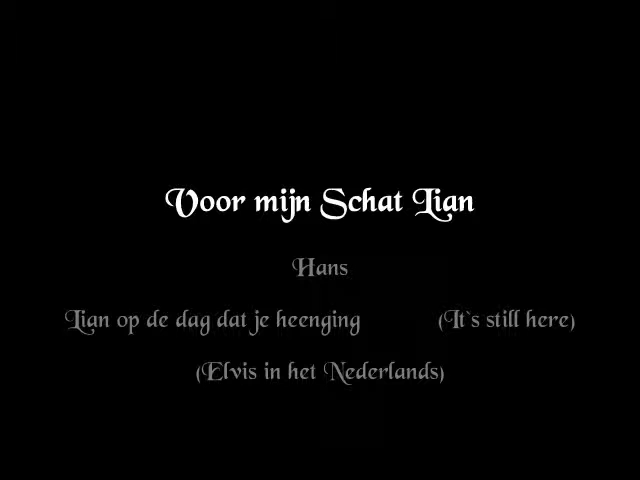 Voor mijn Schat Lian
Hans
Lian op de dag dat je heenging (It`s still here)
(Elvis in het Nederlands)